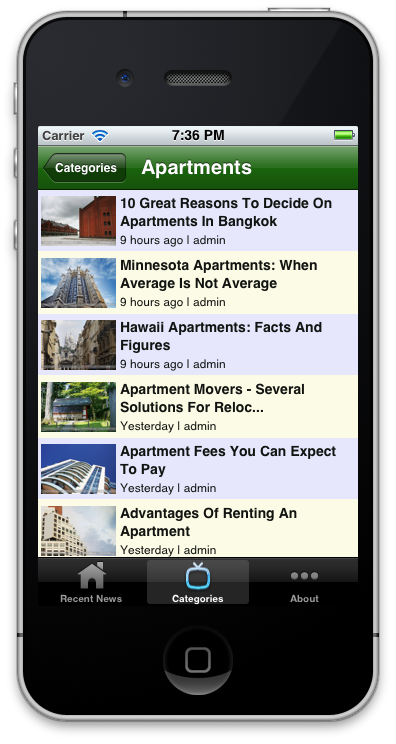 Carrier 7:36 PM
Categories Apartments
10 Great Reasons To Decide On
Apartments In Bangkok
9 hours ago | admin
Minnesota Apartments: When
Average Is Not Average
9 hours ago | admin
Hawaii Apartments: Facts And
Figures
9 hours ago | admin
Apartment Movers - Several
Solutions For Reloc...
Yesterday | admin
Apartment Fees You Can Expect
To Pay
Yesterday | admin
Advantages Of Renting An
Apartment
Yesterday | admin
Recent News Categories About